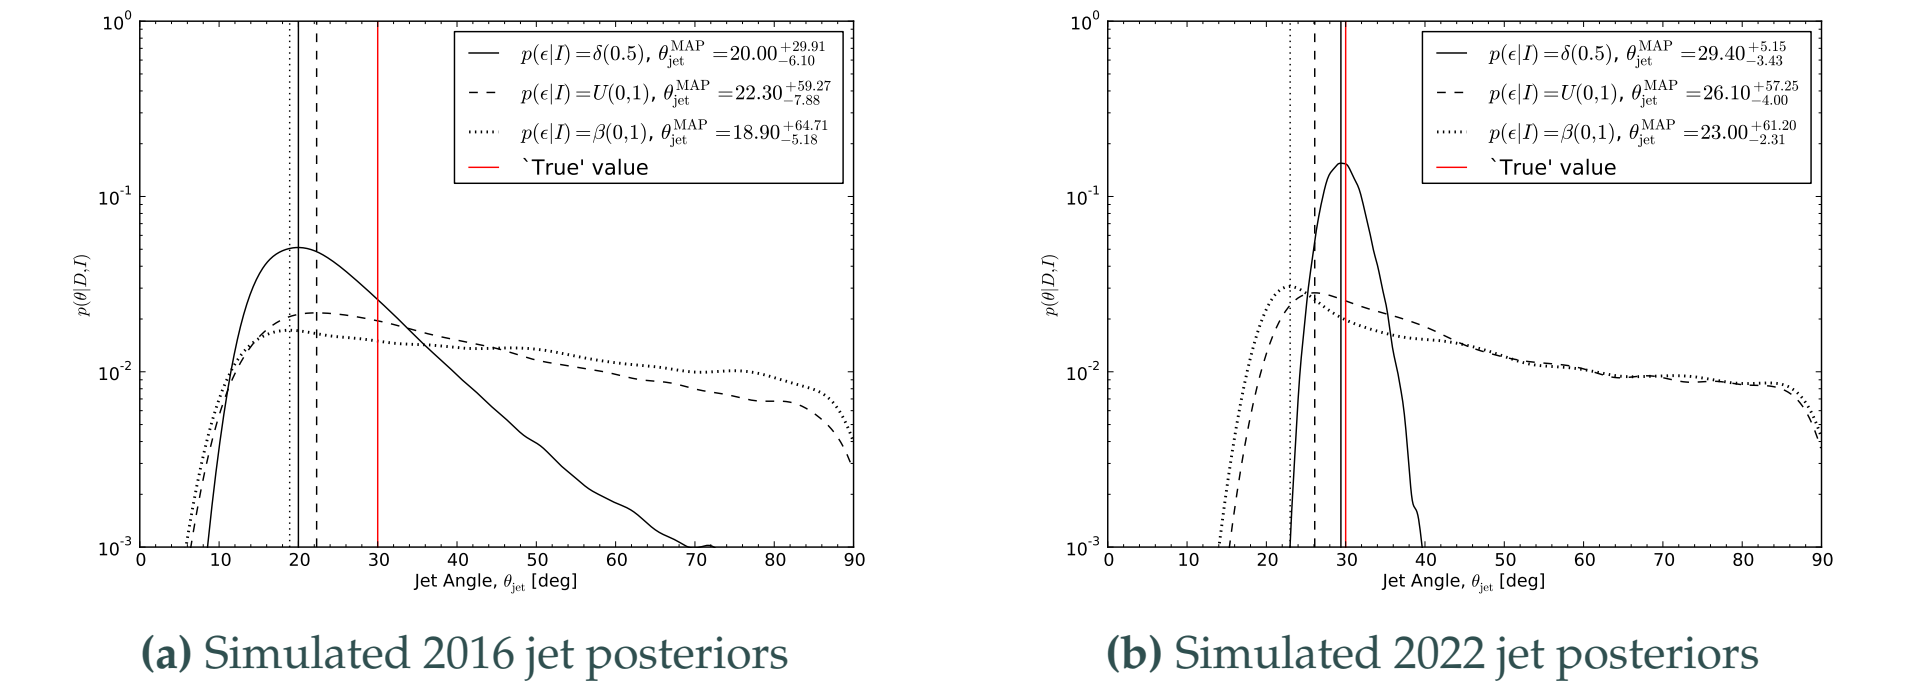 10^0
10^-1
10^-2
10^-3
p(θ|D,I)
p(ϵ|I)=δ(0.5), θ_jet^MAP =20.00^{+29.91}_{−6.10}
p(ϵ|I)=U(0,1), θ_jet^MAP =22.30^{+59.27}_{−7.88}
p(ϵ|I)=β(0,1), θ_jet^MAP =18.90^{+64.71}_{−5.18}
`True' value
0 10 20 30 40 50 60 70 80 90
Jet Angle, θ_jet [deg]
(a) Simulated 2016 jet posteriors
10^0
10^-1
10^-2
10^-3
p(θ|D,I)
p(ϵ|I)=δ(0.5), θ_jet^MAP =29.40^{+5.15}_{−3.43}
p(ϵ|I)=U(0,1), θ_jet^MAP =26.10^{+57.25}_{−4.00}
p(ϵ|I)=β(0,1), θ_jet^MAP =23.00^{+61.20}_{−2.31}
`True' value
0 10 20 30 40 50 60 70 80 90
Jet Angle, θ_jet [deg]
(b) Simulated 2022 jet posteriors